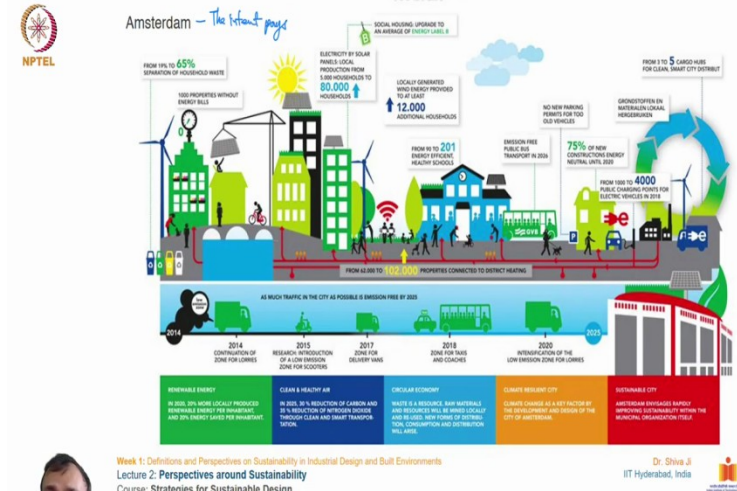 NPTEL
Amsterdam – The intent pays
SOCIAL HOUSING: UPGRADE TO
AN AVERAGE OF ENERGY LABEL B
FROM 19% TO 65%
SEPARATION OF HOUSEHOLD WASTE
1000 PROPERTIES WITHOUT
ENERGY BILLS
0
ELECTRICITY BY SOLAR
PANELS: LOCAL
PRODUCTION FROM
5.000 HOUSEHOLDS TO
80.000
HOUSEHOLDS
LOCALLY GENERATED
WIND ENERGY PROVIDED
TO AT LEAST
12.000
ADDITIONAL HOUSEHOLDS
FROM 90 TO 201
ENERGY EFFICIENT,
HEALTHY SCHOOLS
EMISSION FREE
PUBLIC BUS
TRANSPORT IN 2026
NO NEW PARKING
PERMITS FOR TOO
OLD VEHICLES
75% OF NEW
CONSTRUCTIONS ENERGY
NEUTRAL UNTIL 2020
FROM 1000 TO 4000
PUBLIC CHARGING POINTS FOR
ELECTRIC VEHICLES IN 2018
FROM 3 TO 5 CARGO HUBS
FOR CLEAN, SMART CITY DISTRIBUT
GRONDSTOFFEN EN
MATERIALEN LOKAAL
HERGEBRUIKEN
P
e
e
FROM 62.000 TO 102.000 PROPERTIES CONNECTED TO DISTRICT HEATING
AS MUCH TRAFFIC IN THE CITY AS POSSIBLE IS EMISSION FREE BY 2025
2014
2025
2014
CONTINUATION OF
ZONE FOR LORRIES
2015
RESEARCH: INTRODUCTION
OF A LOW EMISSION
ZONE FOR SCOOTERS
2017
ZONE FOR
DELIVERY VANS
2018
ZONE FOR TAXIS
AND COACHES
2020
INTENSIFICATION OF THE
LOW EMISSION ZONE FOR LORRIES
RENEWABLE ENERGY
IN 2020, 20% MORE LOCALLY PRODUCED
RENEWABLE ENERGY PER INHABITANT,
AND 20% ENERGY SAVED PER INHABITANT.
CLEAN & HEALTHY AIR
IN 2025, 30 % REDUCTION OF CARBON AND
35 % REDUCTION OF NITROGEN DIOXIDE
THROUGH CLEAN AND SMART TRANSPOR-
TATION.
CIRCULAR ECONOMY
WASTE IS A RESOURCE. RAW MATERIALS
AND RESOURCES WILL BE MINED LOCALLY
AND RE USED. NEW FORMS OF DISTRIBU-
TION, CONSUMPTION AND DISTRIBUTION
WILL ARISE.
CLIMATE RESILIENT CITY
CLIMATE CHANGE AS A KEY FACTOR BY
THE DEVELOPMENT AND DESIGN OF THE
CITY OF AMSTERDAM.
SUSTAINABLE CITY
AMSTERDAM ENVISAGES RAPIDLY
IMPROVING SUSTAINABILITY WITHIN THE
MUNICIPAL ORGANIZATION ITSELF.
Week 1: Definitions and Perspectives on Sustainability in Industrial Design and Built Environments
Lecture 2: Perspectives around Sustainability
Course: Strategies for Sustainable Design
Dr. Shiva Ji
IIT Hyderabad, India